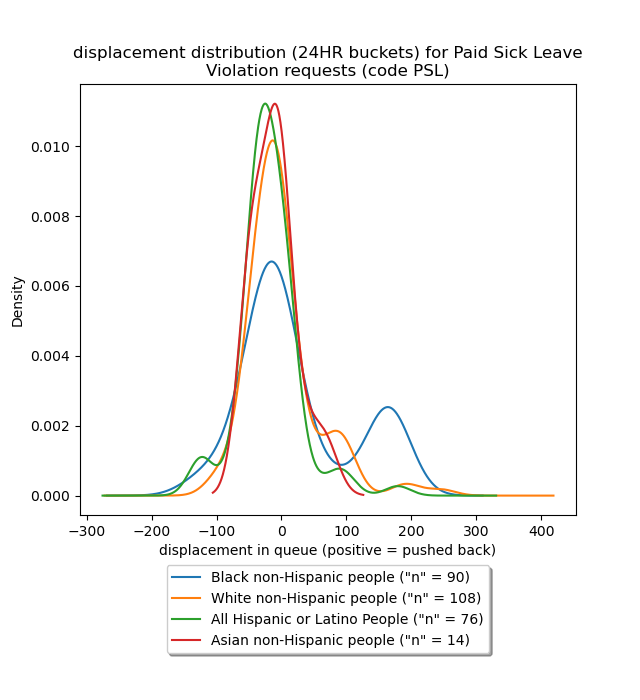 displacement distribution (24HR buckets) for Paid Sick Leave
Violation requests (code PSL)
Density
0.010
0.008
0.006
0.004
0.002
0.000
−300 −200 −100 0 100 200 300 400
displacement in queue (positive = pushed back)
Black non-Hispanic people ("n" = 90)
White non-Hispanic people ("n" = 108)
All Hispanic or Latino People ("n" = 76)
Asian non-Hispanic people ("n" = 14)